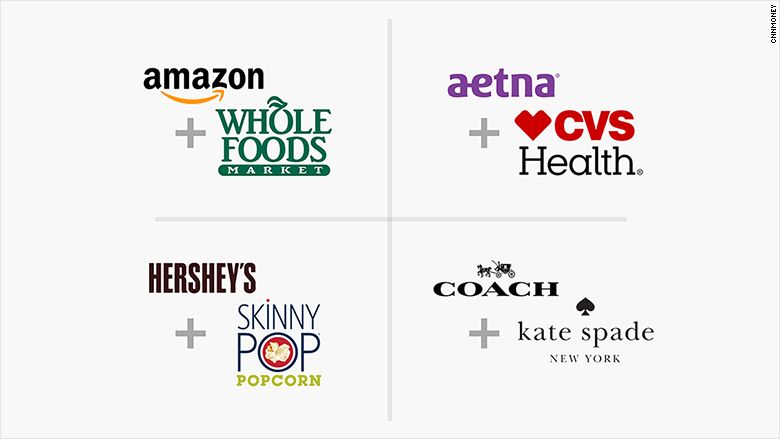 CNNMONEY
amazon
+
WHOLE
FOODS
MARKET
aetna®
+
CVS
Health®
HERSHEY'S
+
SKINNY
POP
POPCORN
COACH
+
kate spade
NEW YORK